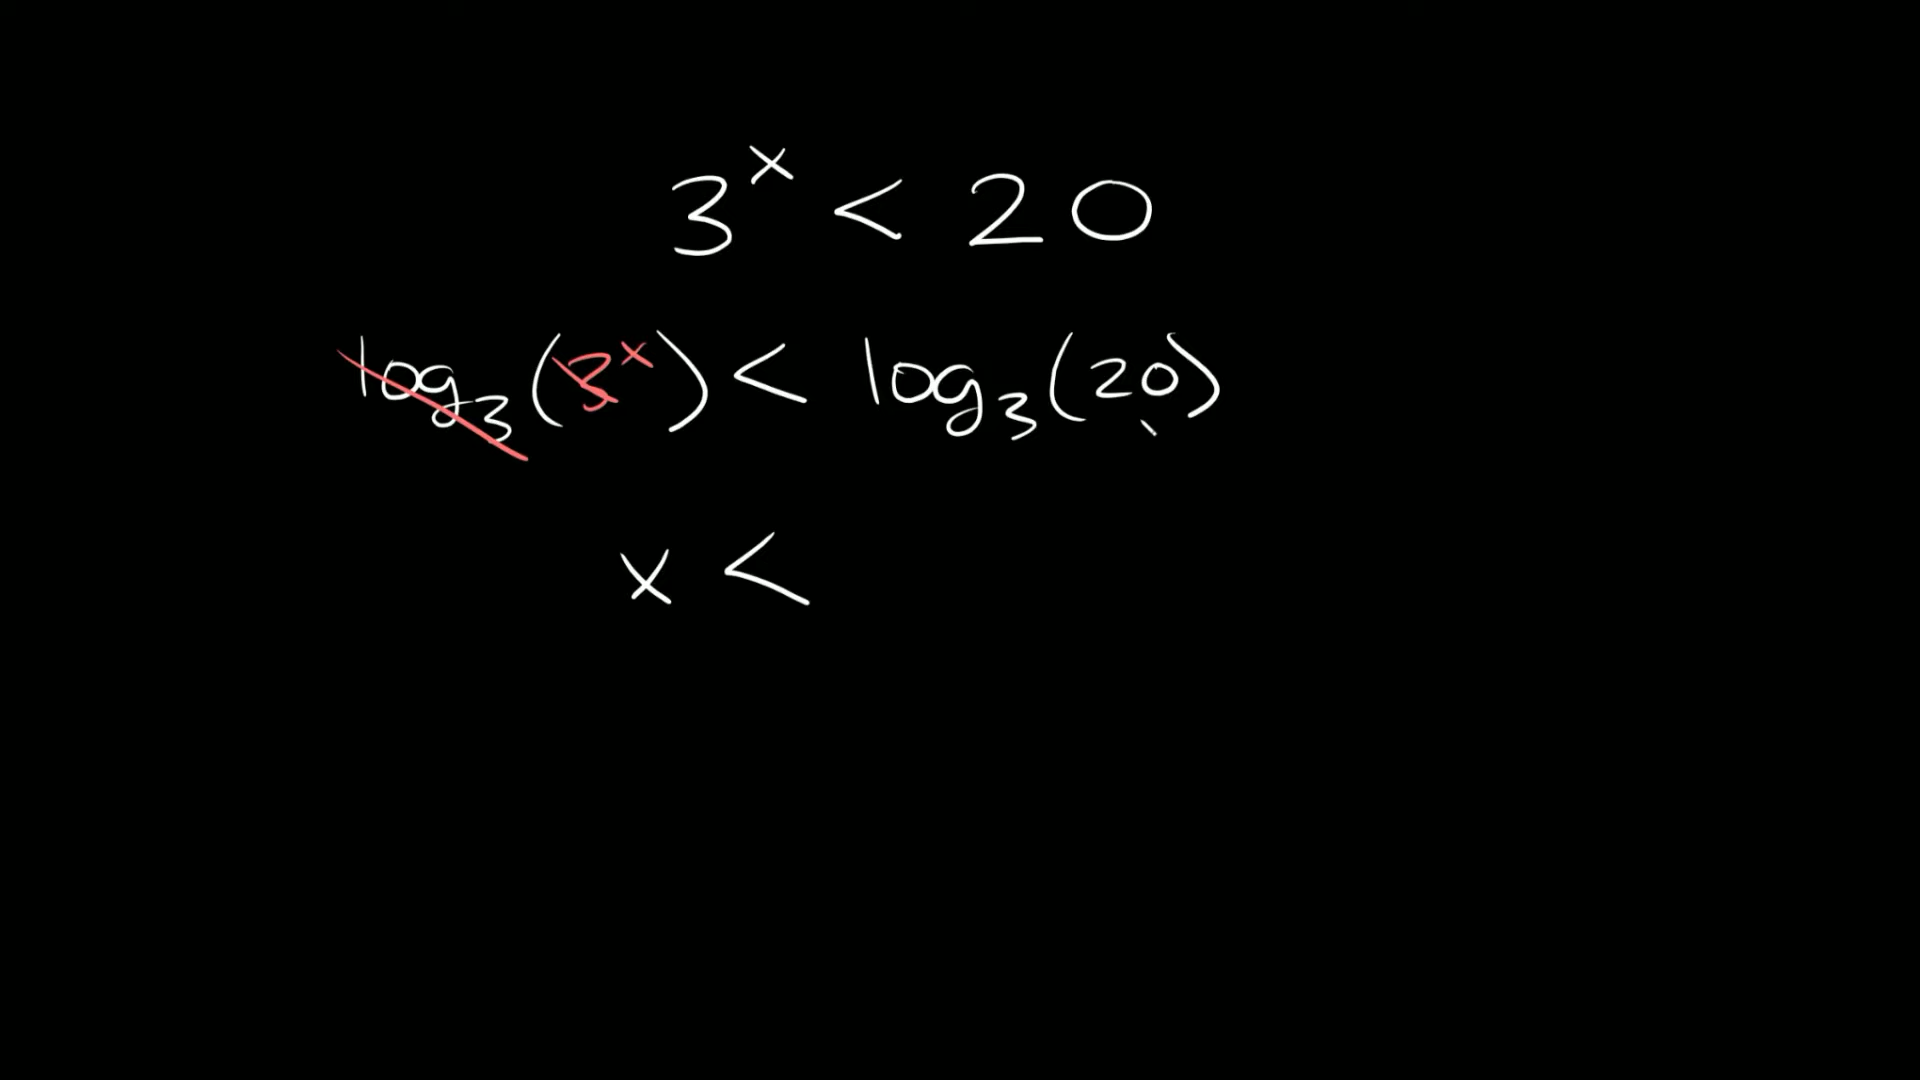 3^x < 20
log_3(3^x) < log_3(20)
x <